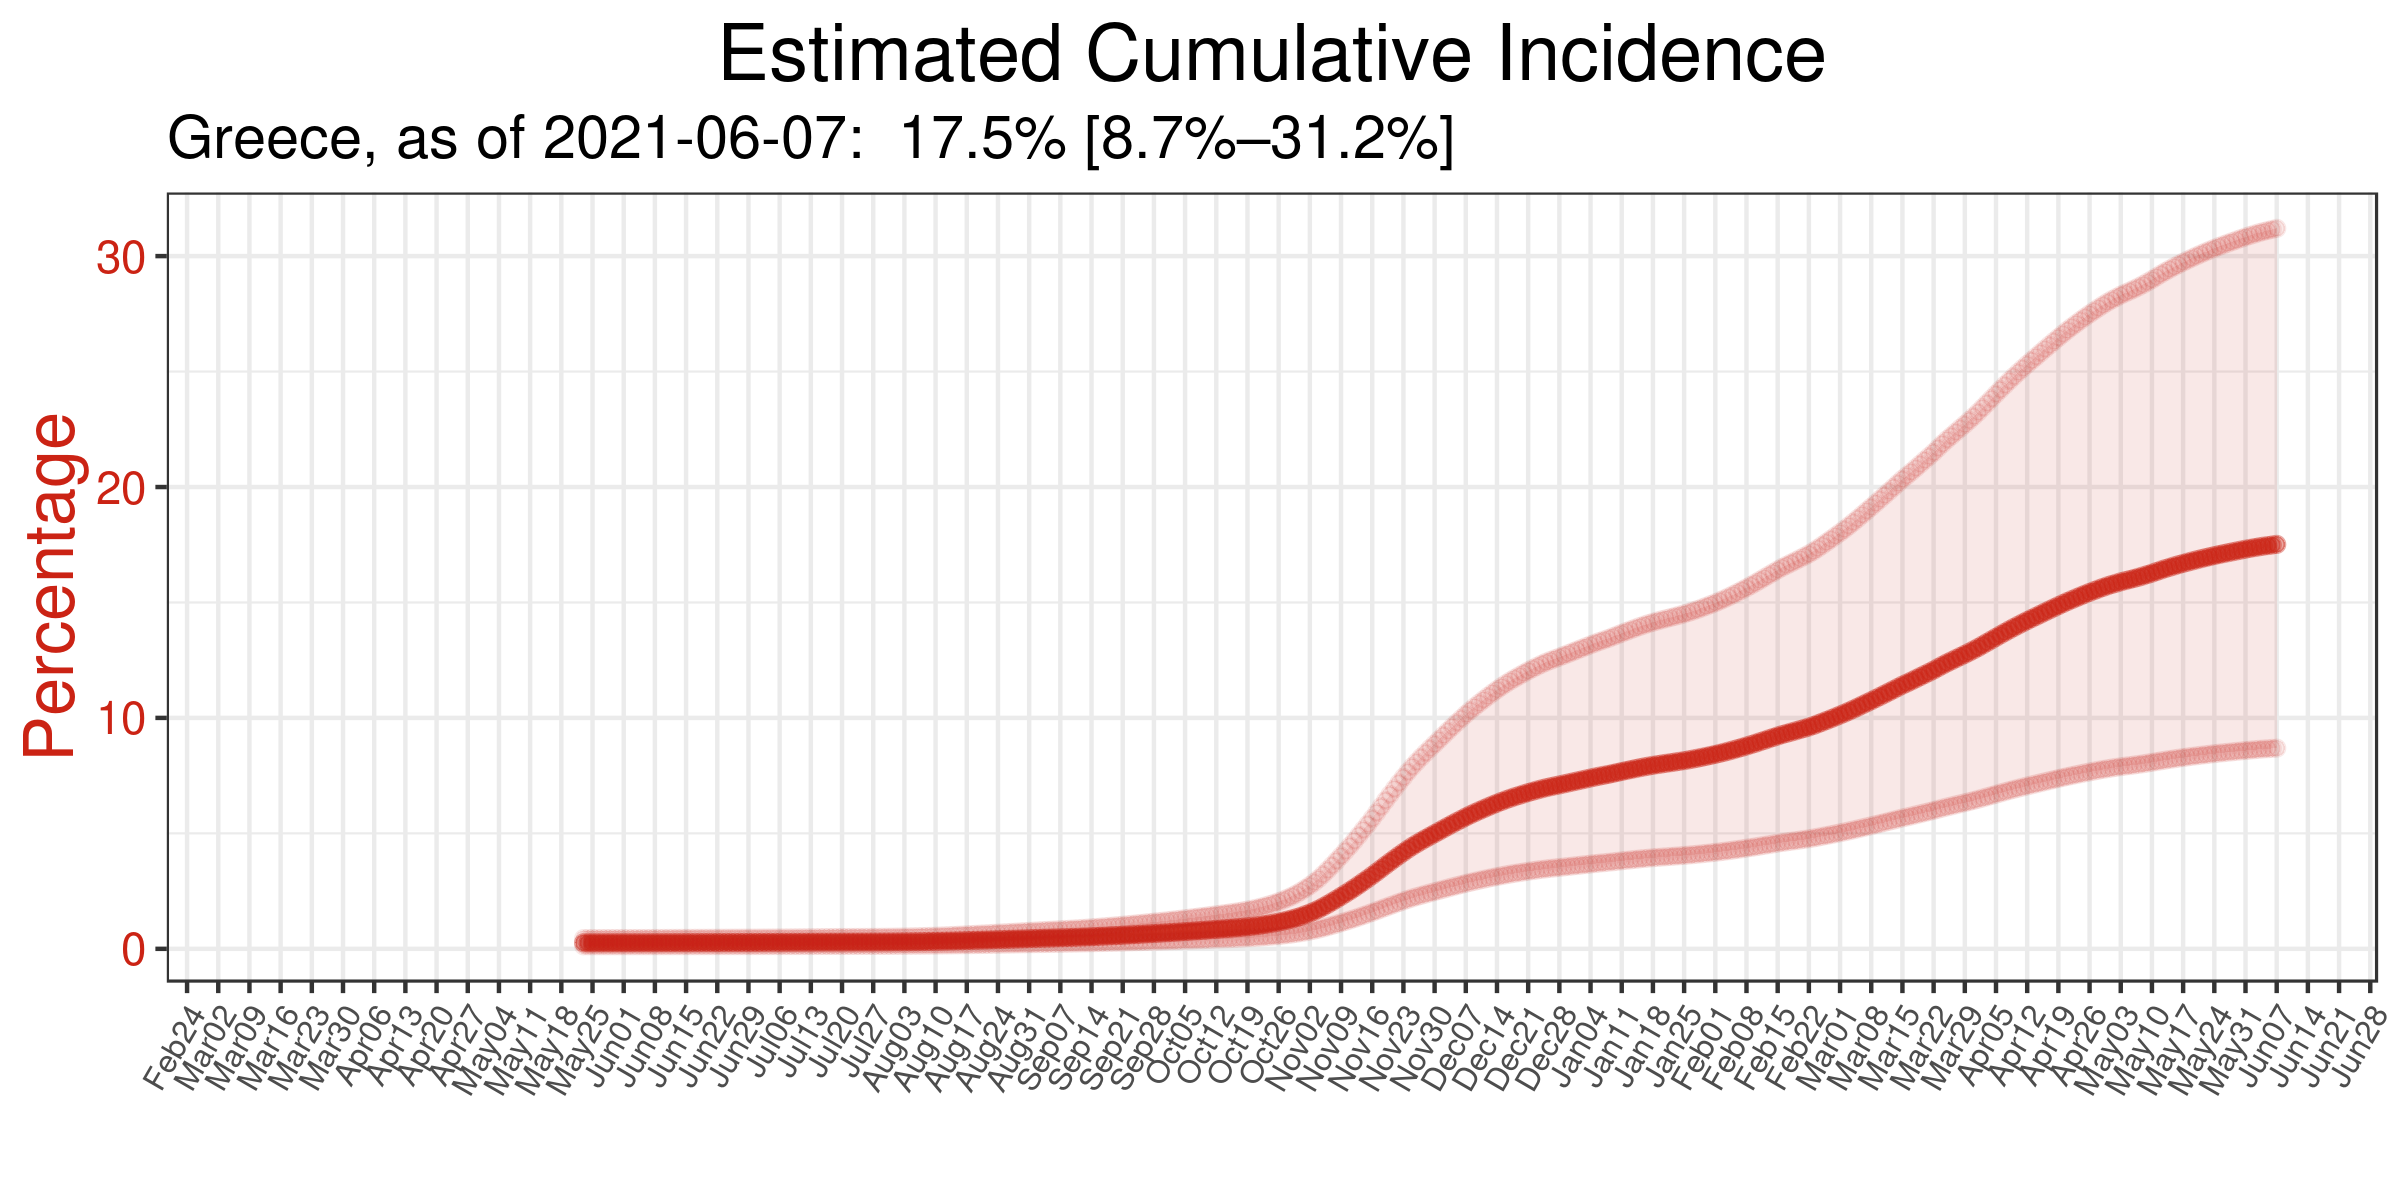 Estimated Cumulative Incidence
Greece, as of 2021-06-07:  17.5% [8.7%–31.2%]
Percentage
30
20
10
0
Feb24
Mar02
Mar09
Mar16
Mar23
Mar30
Apr06
Apr13
Apr20
Apr27
May04
May11
May18
May25
Jun01
Jun08
Jun15
Jun22
Jun29
Jul06
Jul13
Jul20
Jul27
Aug03
Aug10
Aug17
Aug24
Aug31
Sep07
Sep14
Sep21
Sep28
Oct05
Oct12
Oct19
Oct26
Nov02
Nov09
Nov16
Nov23
Nov30
Dec07
Dec14
Dec21
Dec28
Jan04
Jan11
Jan18
Jan25
Feb01
Feb08
Feb15
Feb22
Mar01
Mar08
Mar15
Mar22
Mar29
Apr05
Apr12
Apr19
Apr26
May03
May10
May17
May24
May31
Jun07
Jun14
Jun21
Jun28